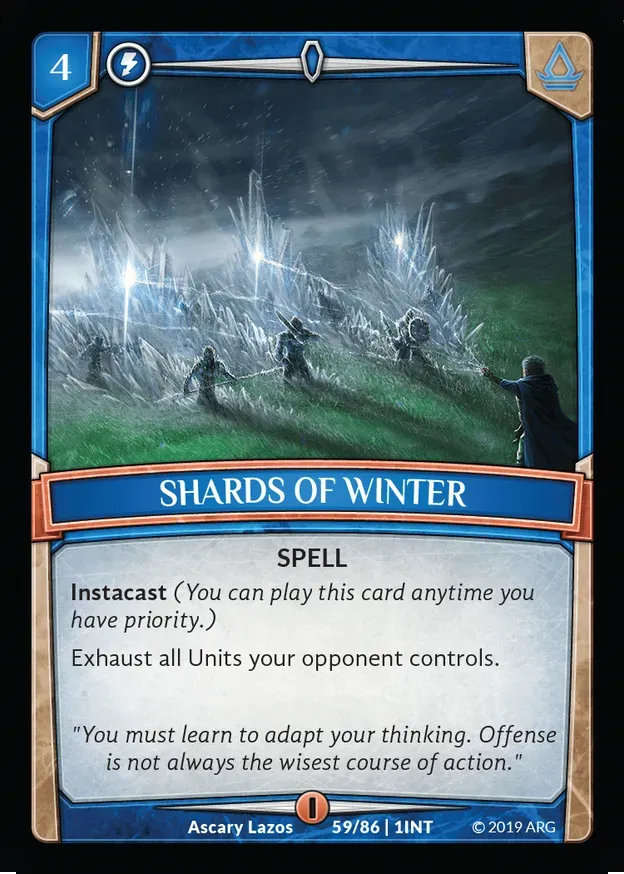 4
SHARDS OF WINTER
SPELL
Instacast (You can play this card anytime you
have priority.)
Exhaust all Units your opponent controls.
"You must learn to adapt your thinking. Offense
is not always the wisest course of action."
I
Ascary Lazos 59/86 | 1INT © 2019 ARG